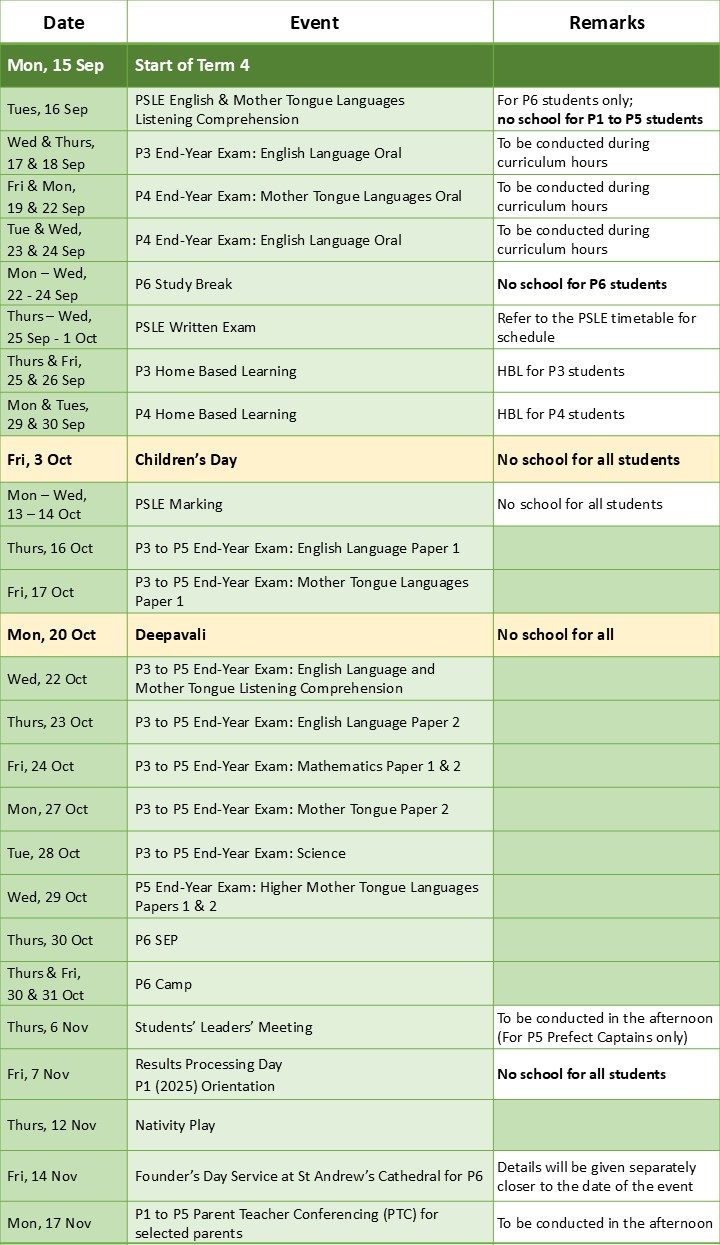 Date Event Remarks
Mon, 15 Sep Start of Term 4
Tues, 16 Sep
PSLE English & Mother Tongue Languages
Listening Comprehension
For P6 students only;
no school for P1 to P5 students
Wed & Thurs,
17 & 18 Sep
P3 End-Year Exam: English Language Oral
To be conducted during
curriculum hours
Fri & Mon,
19 & 22 Sep
P4 End-Year Exam: Mother Tongue Languages Oral
To be conducted during
curriculum hours
Tue & Wed,
23 & 24 Sep
P4 End-Year Exam: English Language Oral
To be conducted during
curriculum hours
Mon – Wed,
22 - 24 Sep
P6 Study Break
No school for P6 students
Thurs – Wed,
25 Sep - 1 Oct
PSLE Written Exam
Refer to the PSLE timetable for
schedule
Thurs & Fri,
25 & 26 Sep
P3 Home Based Learning
HBL for P3 students
Mon & Tues,
29 & 30 Sep
P4 Home Based Learning
HBL for P4 students
Fri, 3 Oct
Children’s Day
No school for all students
Mon – Wed,
13 – 14 Oct
PSLE Marking
No school for all students
Thurs, 16 Oct
P3 to P5 End-Year Exam: English Language Paper 1
Fri, 17 Oct
P3 to P5 End-Year Exam: Mother Tongue Languages
Paper 1
Mon, 20 Oct
Deepavali
No school for all
Wed, 22 Oct
P3 to P5 End-Year Exam: English Language and
Mother Tongue Listening Comprehension
Thurs, 23 Oct
P3 to P5 End-Year Exam: English Language Paper 2
Fri, 24 Oct
P3 to P5 End-Year Exam: Mathematics Paper 1 & 2
Mon, 27 Oct
P3 to P5 End-Year Exam: Mother Tongue Paper 2
Tue, 28 Oct
P3 to P5 End-Year Exam: Science
Wed, 29 Oct
P5 End-Year Exam: Higher Mother Tongue Languages
Papers 1 & 2
Thurs, 30 Oct
P6 SEP
Thurs & Fri,
30 & 31 Oct
P6 Camp
Thurs, 6 Nov
Students’ Leaders’ Meeting
To be conducted in the afternoon
(For P5 Prefect Captains only)
Fri, 7 Nov
Results Processing Day
P1 (2025) Orientation
No school for all students
Thurs, 12 Nov
Nativity Play
Fri, 14 Nov
Founder’s Day Service at St Andrew’s Cathedral for P6
Details will be given separately
closer to the date of the event
Mon, 17 Nov
P1 to P5 Parent Teacher Conferencing (PTC) for
selected parents
To be conducted in the afternoon